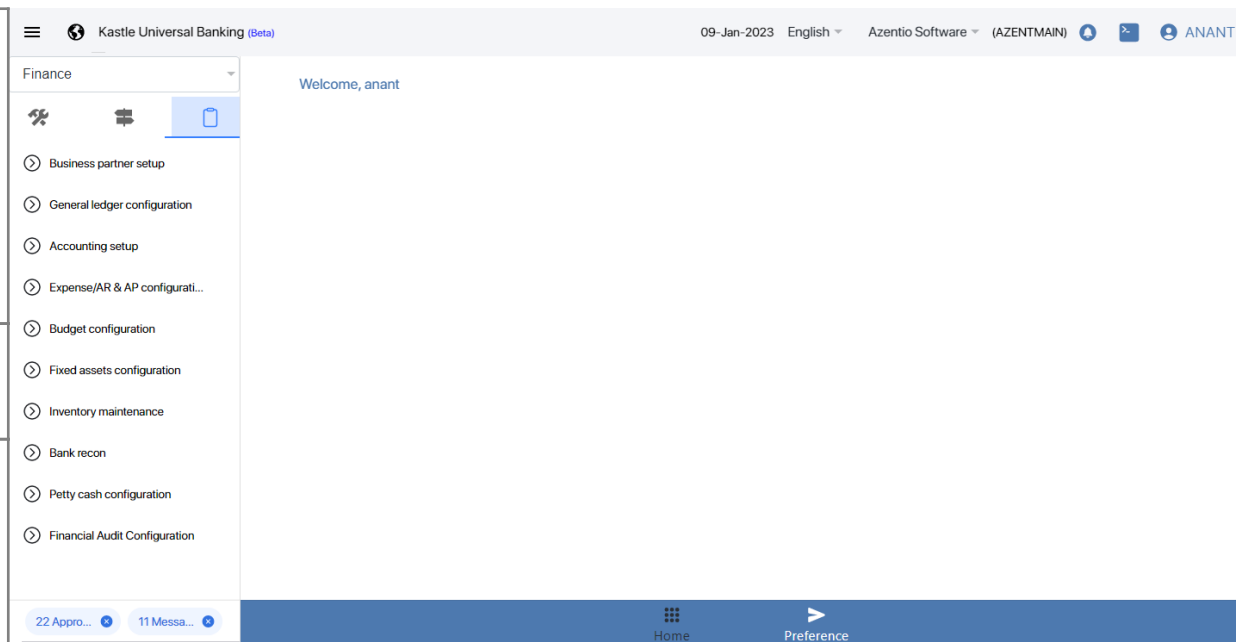 Kastle Universal Banking (Beta) 09-Jan-2023 English Azentio Software (AZENTMAIN) ANANT
Finance
Welcome, anant
Business partner setup
General ledger configuration
Accounting setup
Expense/AR & AP configurati...
Budget configuration
Fixed assets configuration
Inventory maintenance
Bank recon
Petty cash configuration
Financial Audit Configuration
22 Appro... 11 Messa...
Home Preference